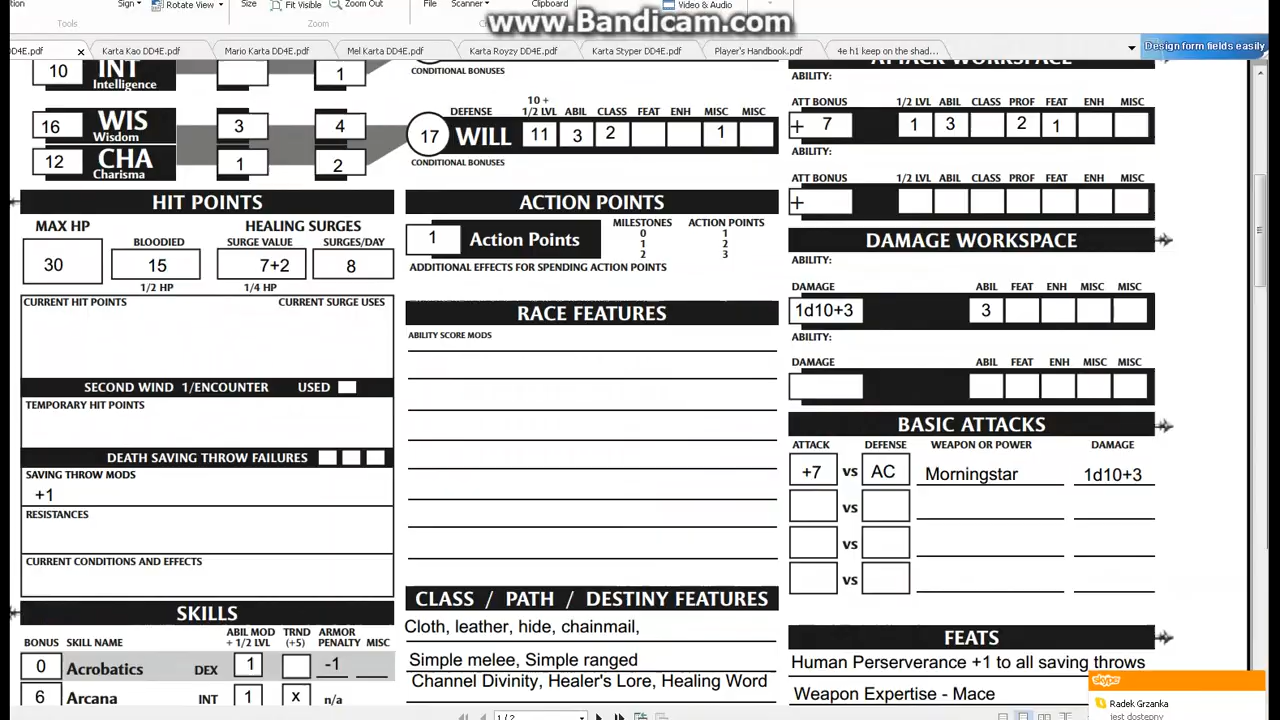 ction
Sign
Size
Fit Visible
File
Clipboard
Rotate View
Zoom Out
Scanner
Video & Audio
Tools
Zoom
www.Bandicam.com
DD4E.pdf x
Karta Kao DD4E.pdf
Mario Karta DD4E.pdf
Mel Karta DD4E.pdf
Karta Royzy DD4E.pdf
Karta Styper DD4E.pdf
Player's Handbook.pdf
4e h1 keep on the shad...
Design form fields easily
10 INT 1
Intelligence
16 WIS 3 4
Wisdom
12 CHA 1 2
Charisma
HIT POINTS
MAX HP
HEALING SURGES
BLOODIED SURGE VALUE SURGES/DAY
30 15 7+2 8
1/2 HP 1/4 HP
CURRENT HIT POINTS CURRENT SURGE USES
SECOND WIND 1/ENCOUNTER USED
TEMPORARY HIT POINTS
DEATH SAVING THROW FAILURES
SAVING THROW MODS
+1
RESISTANCES
CURRENT CONDITIONS AND EFFECTS
SKILLS
BONUS SKILL NAME ABIL MOD + 1/2 LVL TRND (+5) ARMOR PENALTY MISC
0 Acrobatics DEX 1 -1
6 Arcana INT 1 x n/a
CONDITIONAL BONUSES
DEFENSE 10 + 1/2 LVL ABIL CLASS FEAT ENH MISC MISC
17 WILL 11 3 2 1
CONDITIONAL BONUSES
ACTION POINTS
1 Action Points
MILESTONES ACTION POINTS
0 1
1 2
2 3
ADDITIONAL EFFECTS FOR SPENDING ACTION POINTS
RACE FEATURES
ABILITY SCORE MODS
CLASS / PATH / DESTINY FEATURES
Cloth, leather, hide, chainmail,
Simple melee, Simple ranged
Channel Divinity, Healer's Lore, Healing Word
ATTACK WORKSPACE
ABILITY:
ATT BONUS 1/2 LVL ABIL CLASS PROF FEAT ENH MISC
+ 7 1 3 2 1
ABILITY:
ATT BONUS 1/2 LVL ABIL CLASS PROF FEAT ENH MISC
+
DAMAGE WORKSPACE
ABILITY:
DAMAGE ABIL FEAT ENH MISC MISC
1d10+3 3
ABILITY:
DAMAGE ABIL FEAT ENH MISC MISC
BASIC ATTACKS
ATTACK DEFENSE WEAPON OR POWER DAMAGE
+7 vs AC Morningstar 1d10+3
vs
vs
vs
FEATS
Human Perserverance +1 to all saving throws
Weapon Expertise - Mace
skype
Radek Grzanka
jest dostępny
1 / 2